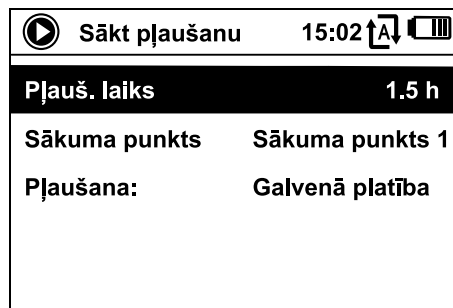 Sākt pļaušanu 15:02 A
Pļauš. laiks 1.5 h
Sākuma punkts Sākuma punkts 1
Pļaušana: Galvenā platība